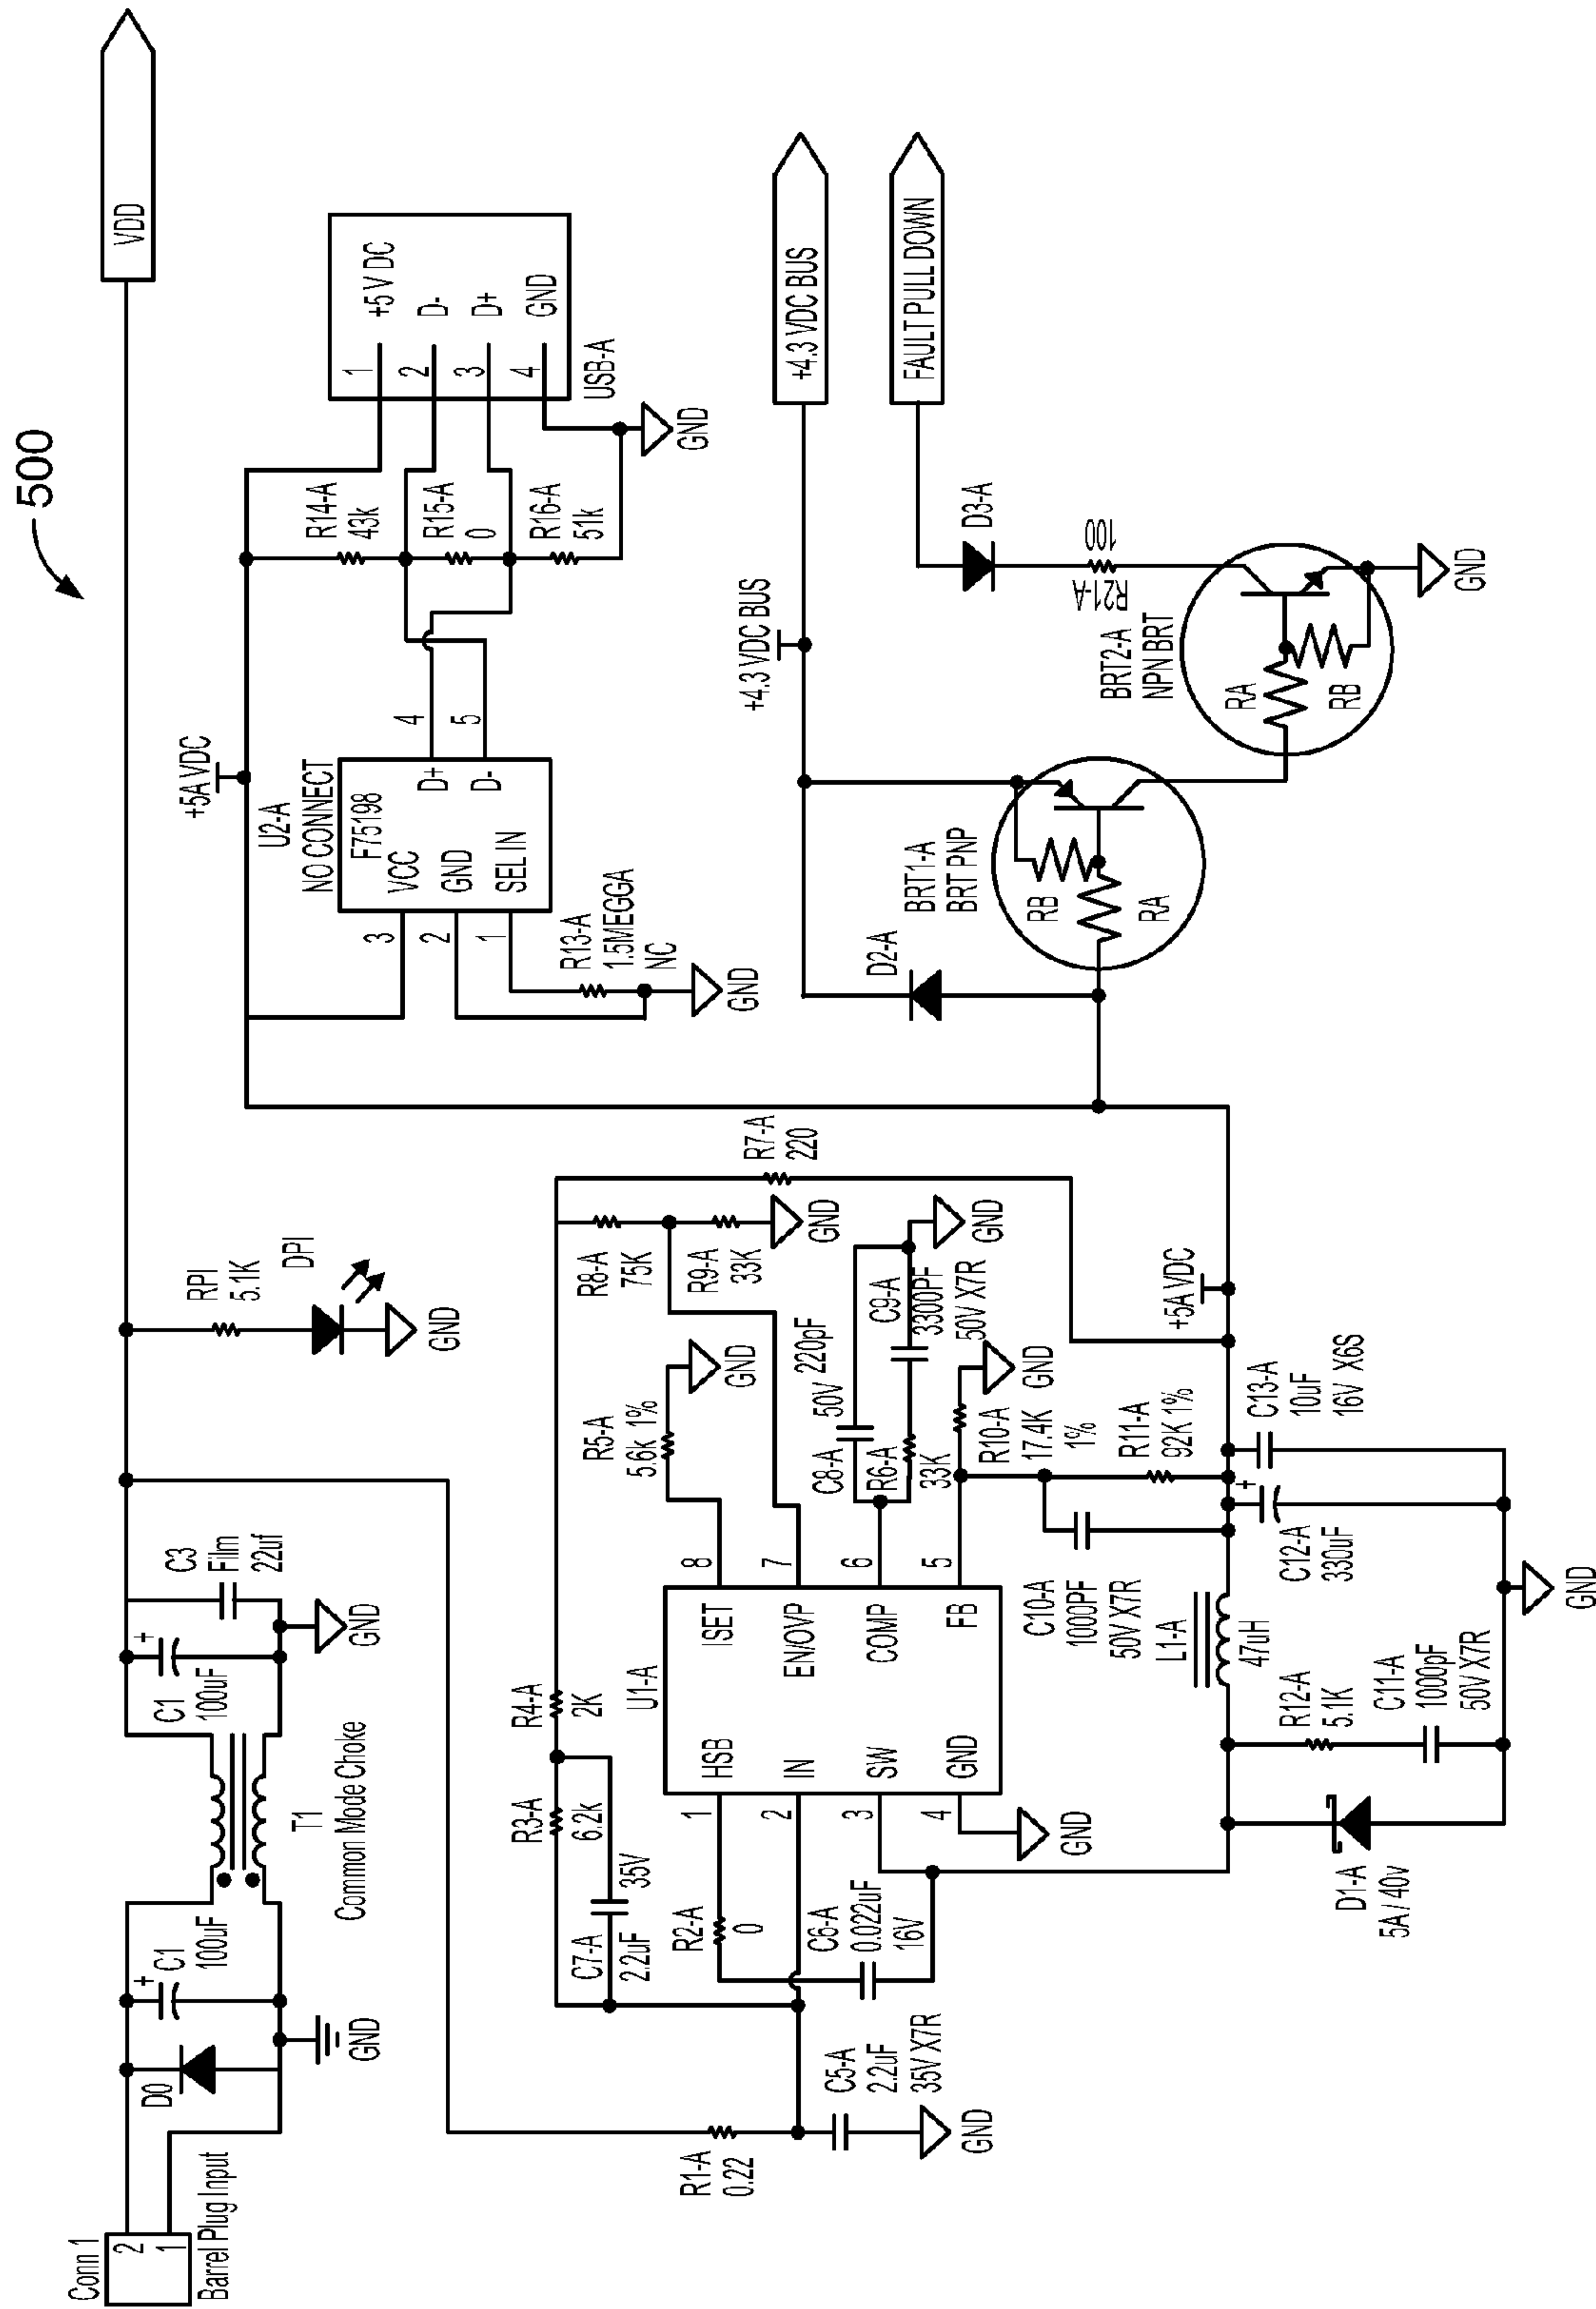 500
Conn 1
2
1
Barrel Plug Input
D0
GND
+
C1
100uF
T1
Common Mode Choke
+
C1
100uF
C3
Film
22uf
GND
RPI
5.1K
DPI
GND
VDD
+5A VDC
U2-A
NO CONNECT
F75198
VCC
GND
SEL IN
D+
D-
3
2
1
4
5
R13-A
1.5MEGGA
NC
GND
R14-A
43k
R15-A
0
R16-A
51k
1
2
3
4
+5 V DC
D-
D+
GND
USB-A
GND
R1-A
0.22
C5-A
2.2uF
35V X7R
GND
R3-A
6.2k
R4-A
2K
C7-A
2.2uF
35V
R2-A
0
C6-A
0.022uF
16V
U1-A
HSB
IN
SW
GND
ISET
EN/OVP
COMP
FB
1
2
3
4
8
7
6
5
GND
R5-A
5.6k 1%
GND
R8-A
75K
R9-A
33K
GND
R7-A
220
C8-A
50V 220pF
R6-A
33K
C9-A
3300PF
50V X7R
GND
R10-A
17.4K
1%
GND
C10-A
1000PF
50V X7R
R11-A
92K 1%
L1-A
47uH
+5A VDC
D1-A
5A / 40v
R12-A
5.1K
C11-A
1000pF
50V X7R
+
C12-A
330uF
C13-A
10uF
16V X6S
GND
D2-A
BRT1-A
BRT PNP
RB
RA
+4.3 VDC BUS
+4.3 VDC BUS
FAULT PULL DOWN
D3-A
R21-A
100
BRT2-A
NPN BRT
RA
RB
GND